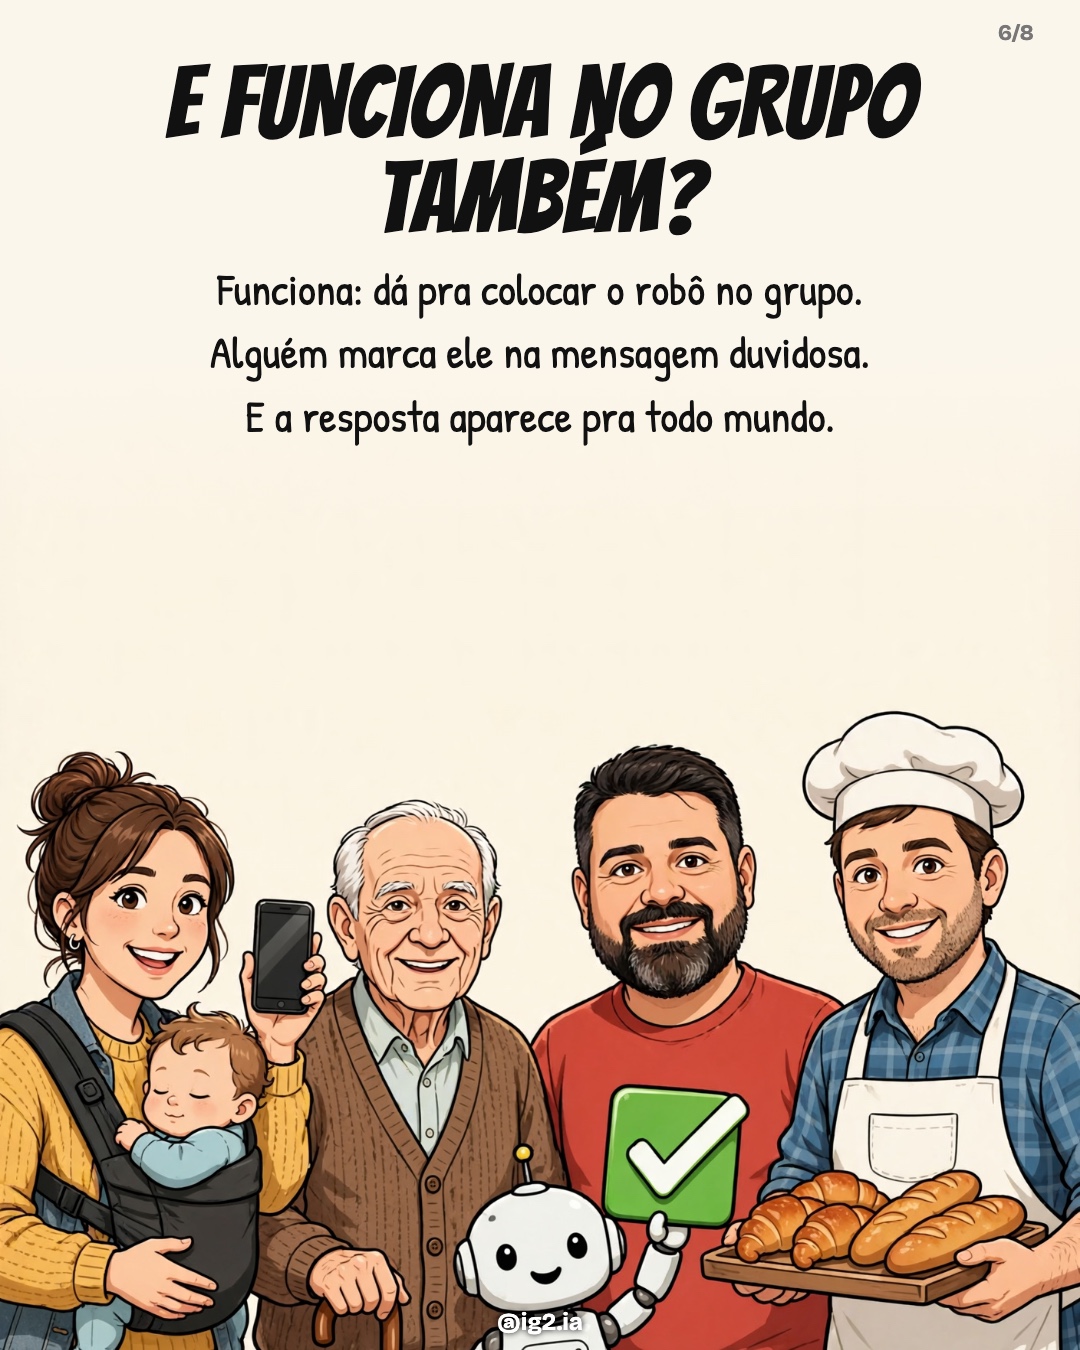 6/8
E FUNCIONA NO GRUPO
TAMBÉM?
Funciona: dá pra colocar o robô no grupo.
Alguém marca ele na mensagem duvidosa.
E a resposta aparece pra todo mundo.
@ig2.ia